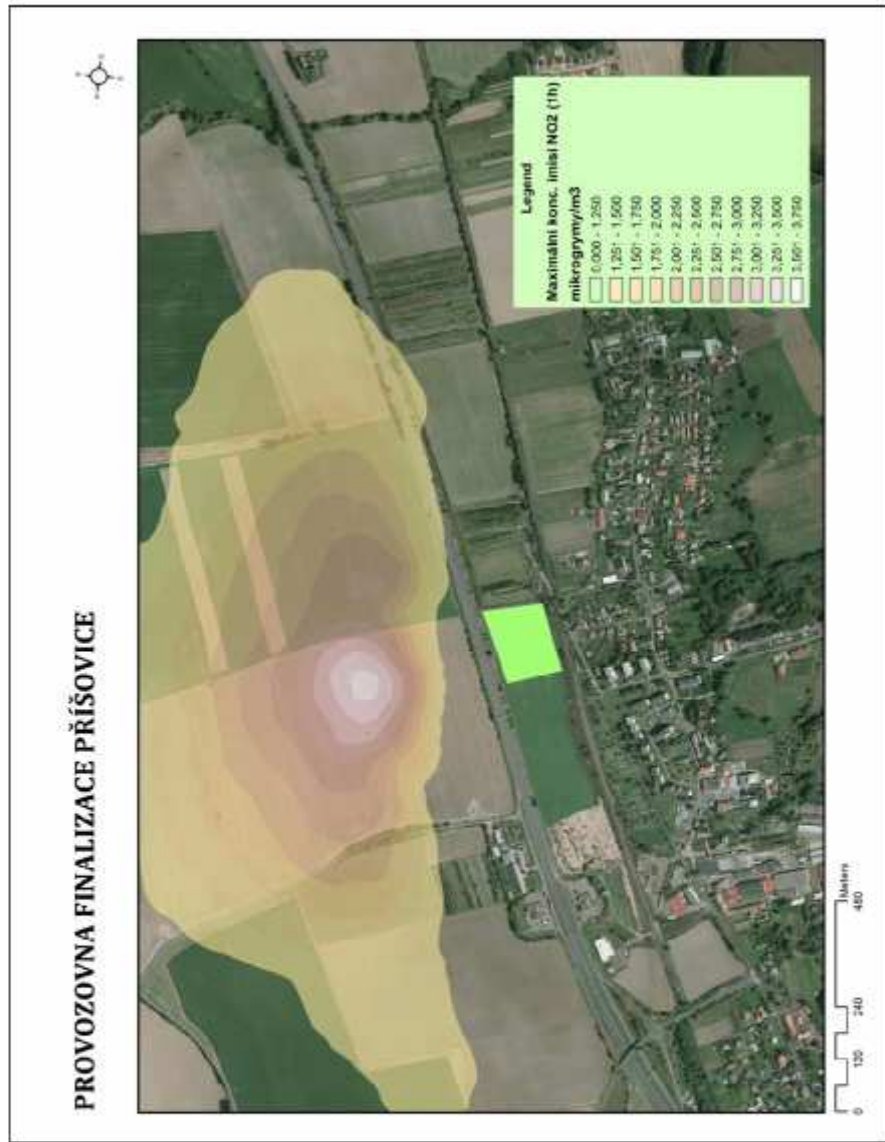 PROVOZOVNA FINALIZACE PŘÍŠOVICE
Legend
Maximální konc. imisí NO2 (1h)
mikrogrymy/m3
0,000 - 1,250
1,251 - 1,500
1,501 - 1,750
1,751 - 2,000
2,001 - 2,250
2,251 - 2,500
2,501 - 2,750
2,751 - 3,000
3,001 - 3,250
3,251 - 3,500
3,501 - 3,750
0 120 240 480
Meters